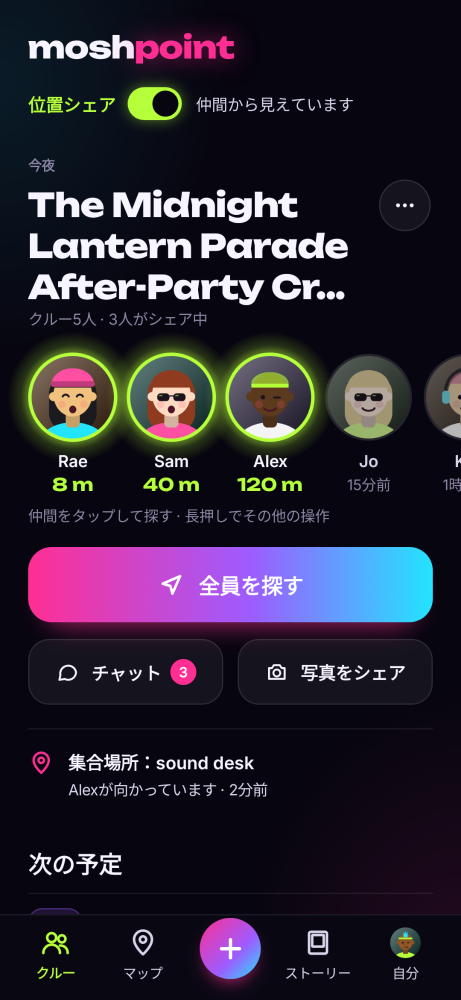 moshpoint
位置シェア 仲間から見えています
今夜
The Midnight
Lantern Parade
After-Party Cr...
クルー5人 · 3人がシェア中
Rae Sam Alex Jo K
8 m 40 m 120 m 15分前 1時
仲間をタップして探す · 長押しでその他の操作
全員を探す
チャット 3 写真をシェア
集合場所：sound desk
Alexが向かっています · 2分前
次の予定
クルー マップ ストーリー 自分